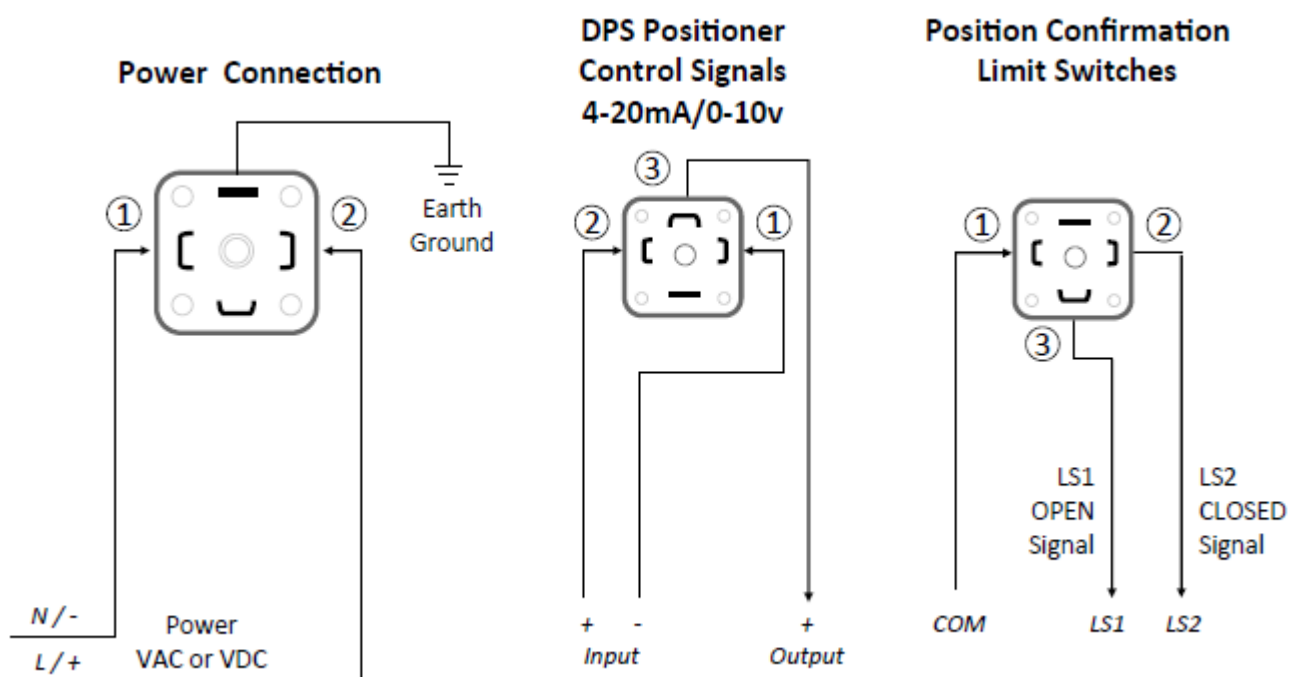 Power Connection
①
②
Earth
Ground
N / -
L / +
Power
VAC or VDC
DPS Positioner
Control Signals
4-20mA/0-10v
③
②
①
+ -
Input
+
Output
Position Confirmation
Limit Switches
①
②
③
LS1
OPEN
Signal
LS2
CLOSED
Signal
COM
LS1
LS2